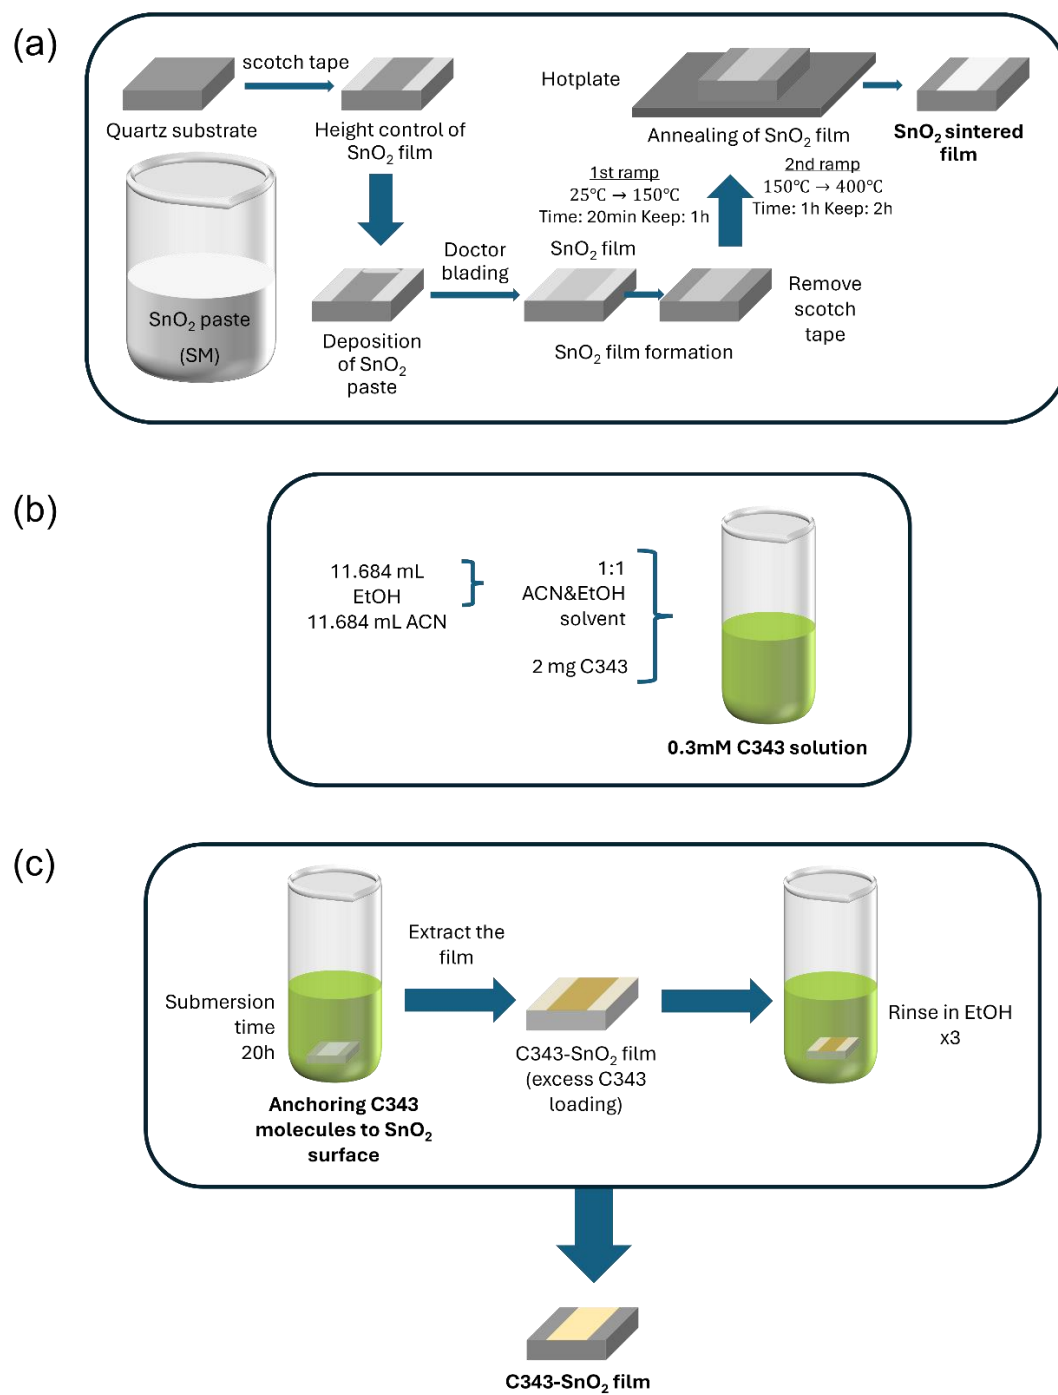 (a)
scotch tape
Quartz substrate
Height control of
SnO₂ film
Hotplate
Annealing of SnO₂ film
SnO₂ sintered
film
1st ramp
25℃ → 150℃
Time: 20min Keep: 1h
2nd ramp
150℃ → 400℃
Time: 1h Keep: 2h
SnO₂ paste
(SM)
Deposition
of SnO₂
paste
Doctor
blading
SnO₂ film
SnO₂ film formation
Remove
scotch
tape
(b)
11.684 mL
EtOH
11.684 mL ACN
1:1
ACN&EtOH
solvent
2 mg C343
0.3mM C343 solution
(c)
Submersion
time
20h
Anchoring C343
molecules to SnO₂
surface
Extract the
film
C343-SnO₂ film
(excess C343
loading)
Rinse in EtOH
x3
C343-SnO₂ film